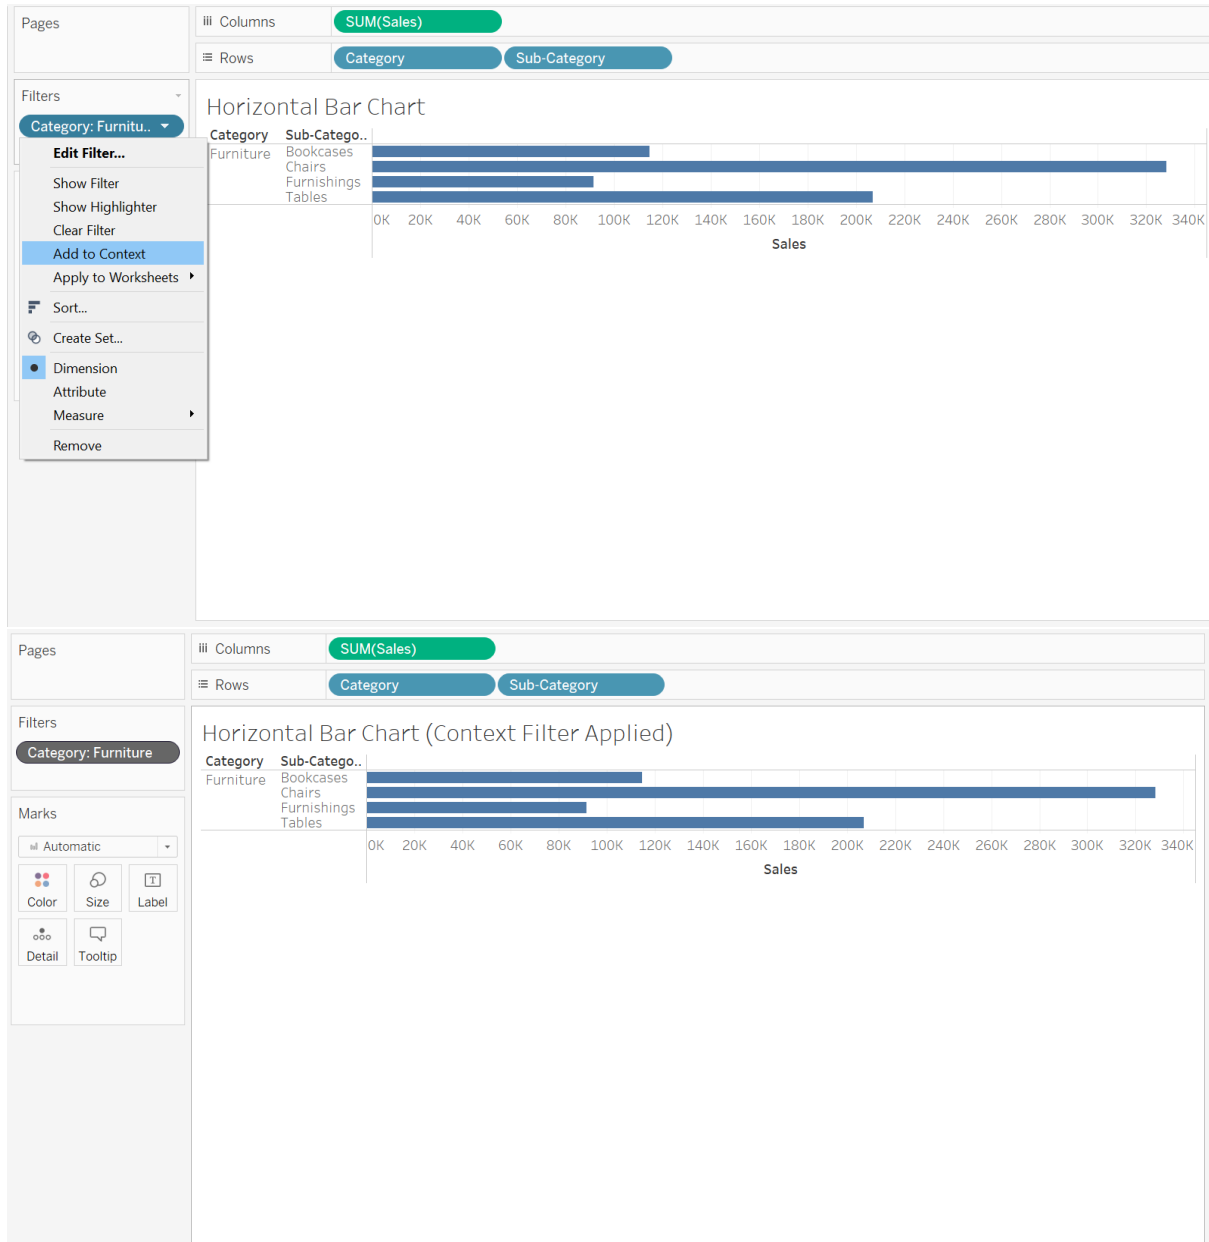 Pages
Columns SUM(Sales)
Rows Category Sub-Category
Filters
Category: Furnitu..
Edit Filter...
Show Filter
Show Highlighter
Clear Filter
Add to Context
Apply to Worksheets
Sort...
Create Set...
Dimension
Attribute
Measure
Remove
Horizontal Bar Chart
Category Sub-Catego..
Furniture Bookcases
Chairs
Furnishings
Tables
0K 20K 40K 60K 80K 100K 120K 140K 160K 180K 200K 220K 240K 260K 280K 300K 320K 340K
Sales
Pages
Columns SUM(Sales)
Rows Category Sub-Category
Filters
Category: Furniture
Marks
Automatic
Color Size Label
Detail Tooltip
Horizontal Bar Chart (Context Filter Applied)
Category Sub-Catego..
Furniture Bookcases
Chairs
Furnishings
Tables
0K 20K 40K 60K 80K 100K 120K 140K 160K 180K 200K 220K 240K 260K 280K 300K 320K 340K
Sales